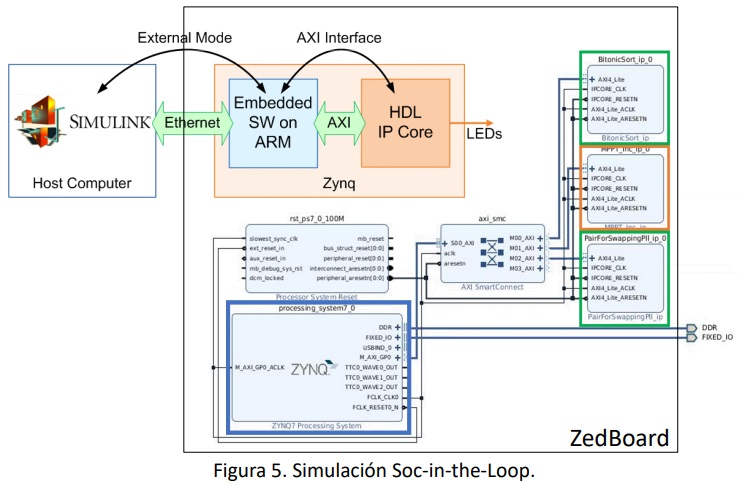 External Mode
AXI Interface
SIMULINK
Host Computer
Ethernet
Embedded
SW on
ARM
AXI
HDL
IP Core
Zynq
LEDs
BitonicSort_ip_0
AXI4_Lite
IPCORE_CLK
IPCORE_RESETN
AXI4_Lite_ACLK
AXI4_Lite_ARESETN
BitonicSort_ip
MPPT_Inc_ip_0
AXI4_Lite
IPCORE_CLK
IPCORE_RESETN
AXI4_Lite_ACLK
AXI4_Lite_ARESETN
MPPT_Inc_ip
PairForSwappingPll_ip_0
AXI4_Lite
IPCORE_CLK
IPCORE_RESETN
AXI4_Lite_ACLK
AXI4_Lite_ARESETN
PairForSwappingPll_ip
rst_ps7_0_100M
slowest_sync_clk
ext_reset_in
aux_reset_in
mb_debug_sys_rst
dcm_locked
mb_reset
bus_struct_reset[0:0]
peripheral_reset[0:0]
interconnect_aresetn[0:0]
peripheral_aresetn[0:0]
Processor System Reset
axi_smc
S00_AXI
aclk
aresetn
M00_AXI
M01_AXI
M02_AXI
M03_AXI
AXI SmartConnect
processing_system7_0
M_AXI_GP0_ACLK
ZYNQ
DDR
FIXED_IO
USBIND_0
M_AXI_GP0
TTC0_WAVE0_OUT
TTC0_WAVE1_OUT
TTC0_WAVE2_OUT
FCLK_CLK0
FCLK_RESET0_N
ZYNQ7 Processing System
DDR
FIXED_IO
ZedBoard
Figura 5. Simulación Soc-in-the-Loop.